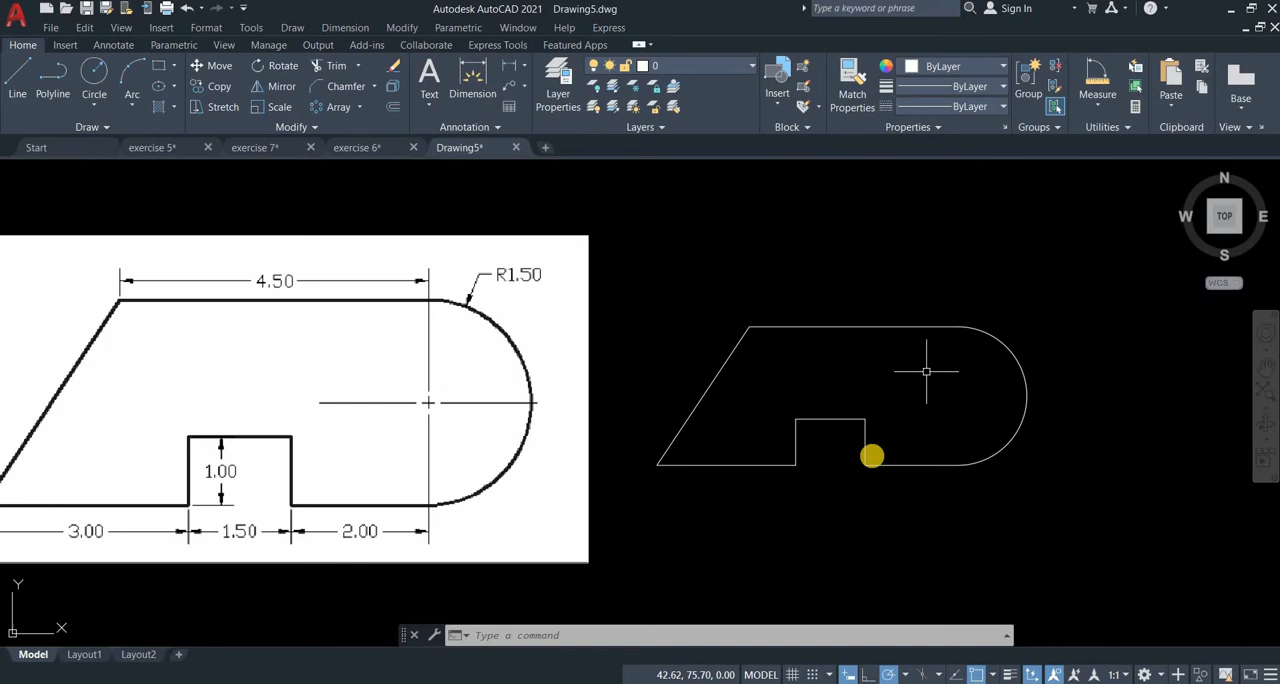 Autodesk AutoCAD 2021 Drawing5.dwg
Type a keyword or phrase
Sign In
File Edit View Insert Format Tools Draw Dimension Modify Parametric Window Help Express
Home Insert Annotate Parametric View Manage Output Add-ins Collaborate Express Tools Featured Apps
Line Polyline Circle Arc
Move Rotate Trim
Copy Mirror Chamfer
Stretch Scale Array
Text Dimension
Layer Properties
0
Insert
Match Properties
ByLayer
ByLayer
ByLayer
Group
Measure
Paste
Base
Draw Modify Annotation Layers Block Properties Groups Utilities Clipboard View
Start exercise 5* exercise 7* exercise 6* Drawing5*
N
W TOP E
S
WCS
4.50 R1.50
1.00
3.00 1.50 2.00
Y
X
Type a command
Model Layout1 Layout2
42.62, 75.70, 0.00 MODEL 1:1